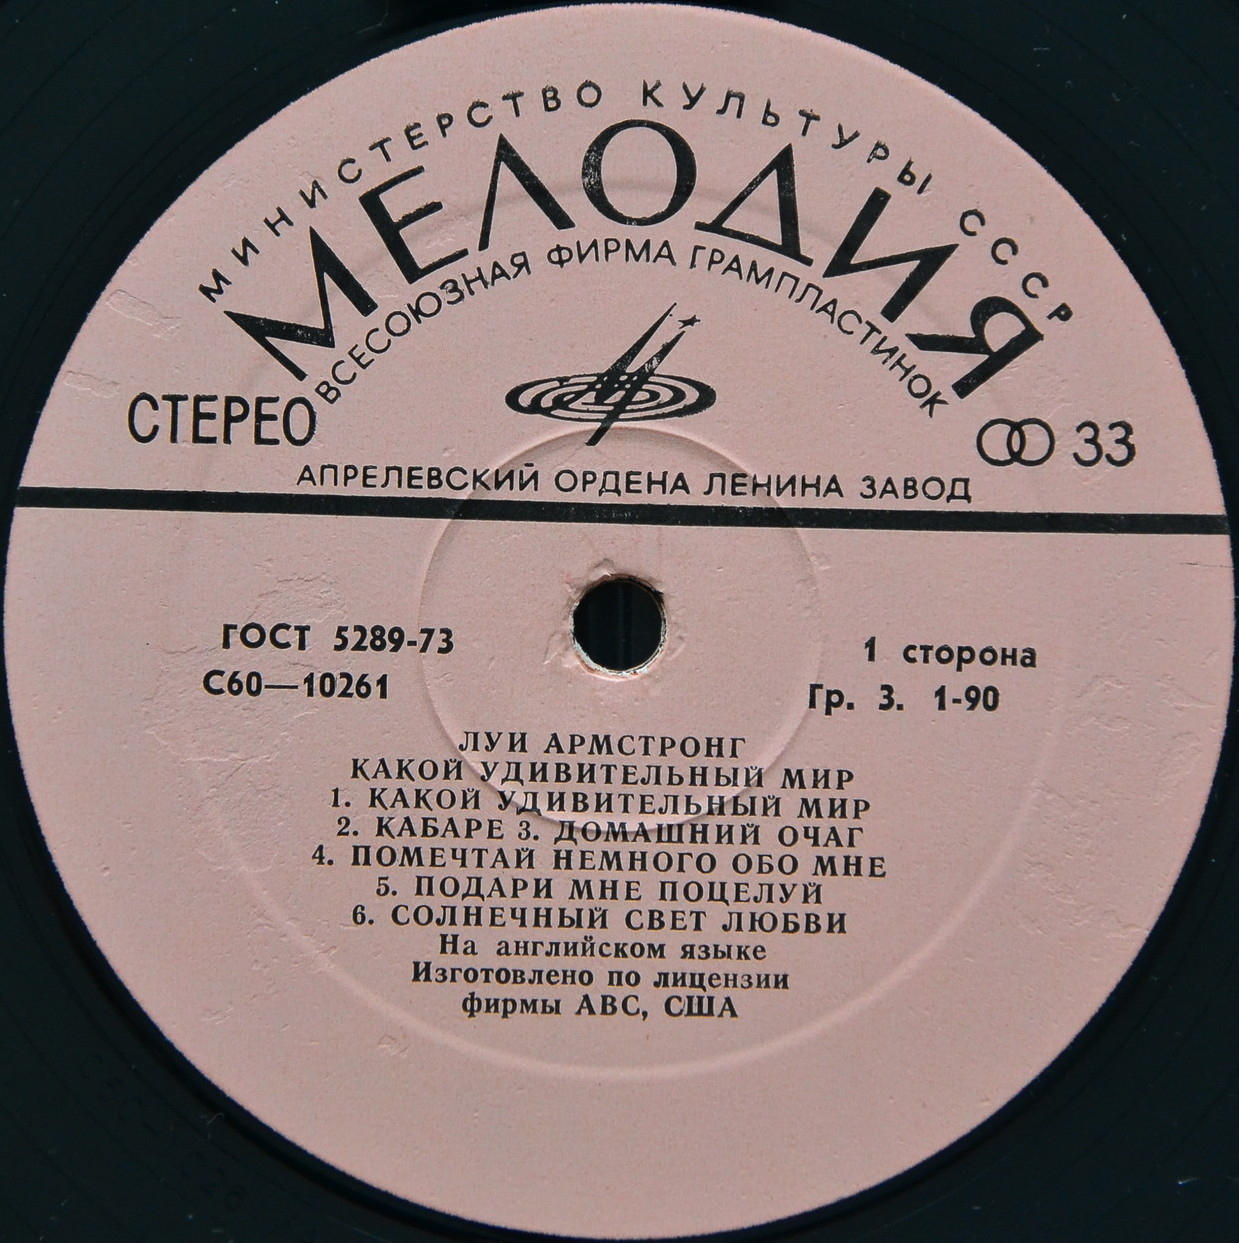 МИНИСТЕРСТВО КУЛЬТУРЫ СССР
МЕЛОДИЯ
ВСЕСОЮЗНАЯ ФИРМА ГРАМПЛАСТИНОК
СТЕРЕО
33
АПРЕЛЕВСКИЙ ОРДЕНА ЛЕНИНА ЗАВОД
ГОСТ 5289-73
С60—10261
1 сторона
Гр. 3. 1-90
ЛУИ АРМСТРОНГ
КАКОЙ УДИВИТЕЛЬНЫЙ МИР
1. КАКОЙ УДИВИТЕЛЬНЫЙ МИР
2. КАБАРЕ 3. ДОМАШНИЙ ОЧАГ
4. ПОМЕЧТАЙ НЕМНОГО ОБО МНЕ
5. ПОДАРИ МНЕ ПОЦЕЛУЙ
6. СОЛНЕЧНЫЙ СВЕТ ЛЮБВИ
На английском языке
Изготовлено по лицензии
фирмы ABC, США